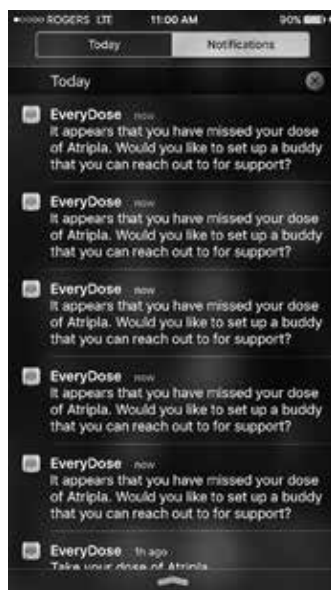 ROGERS LTE 11:00 AM 90%
Today Notifications
Today
EveryDose now
It appears that you have missed your dose
of Atripla. Would you like to set up a buddy
that you can reach out to for support?
EveryDose now
It appears that you have missed your dose
of Atripla. Would you like to set up a buddy
that you can reach out to for support?
EveryDose now
It appears that you have missed your dose
of Atripla. Would you like to set up a buddy
that you can reach out to for support?
EveryDose now
It appears that you have missed your dose
of Atripla. Would you like to set up a buddy
that you can reach out to for support?
EveryDose now
It appears that you have missed your dose
of Atripla. Would you like to set up a buddy
that you can reach out to for support?
EveryDose 1h ago
Take your dose of Atripla